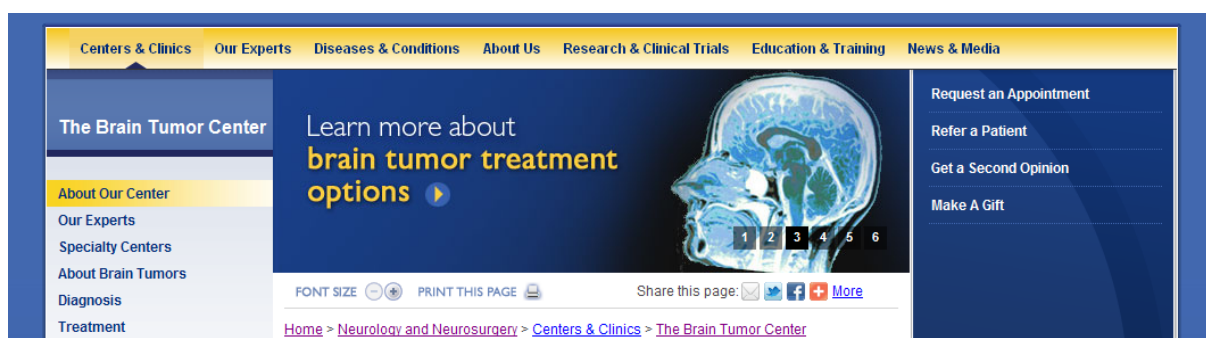 Centers & Clinics Our Experts Diseases & Conditions About Us Research & Clinical Trials Education & Training News & Media
The Brain Tumor Center
About Our Center
Our Experts
Specialty Centers
About Brain Tumors
Diagnosis
Treatment
Learn more about
brain tumor treatment
options
1 2 3 4 5 6
FONT SIZE PRINT THIS PAGE Share this page: More
Home > Neurology and Neurosurgery > Centers & Clinics > The Brain Tumor Center
Request an Appointment
Refer a Patient
Get a Second Opinion
Make A Gift